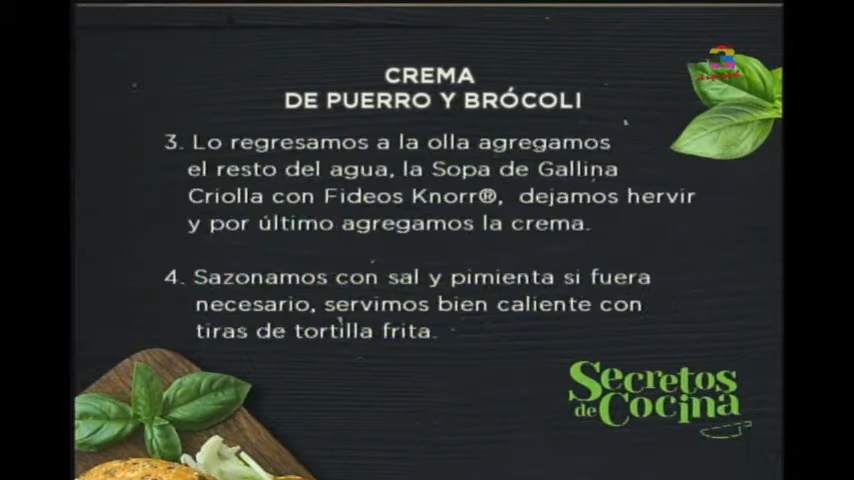 3
CREMA
DE PUERRO Y BRÓCOLI
3. Lo regresamos a la olla agregamos
el resto del agua, la Sopa de Gallina
Criolla con Fideos Knorr®, dejamos hervir
y por último agregamos la crema.
4. Sazonamos con sal y pimienta si fuera
necesario, servimos bien caliente con
tiras de tortilla frita.
Secretos
de Cocina